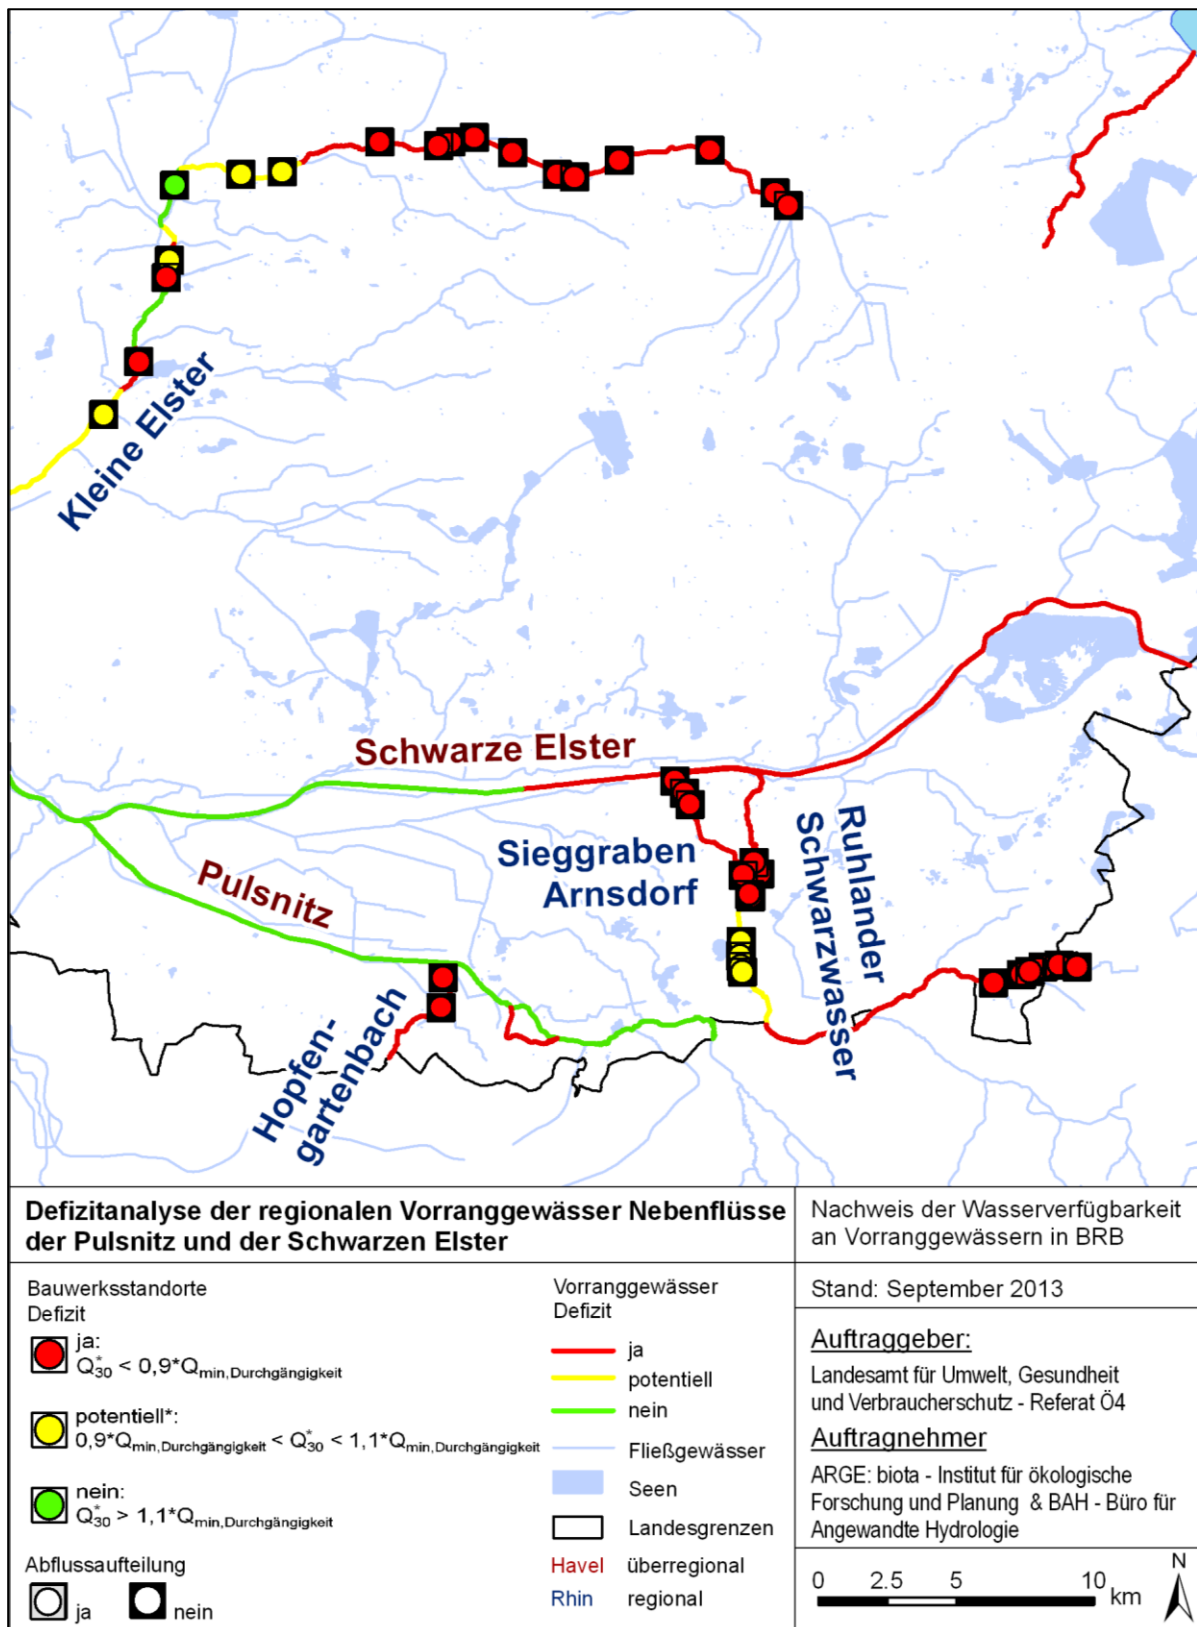 Kleine Elster
Schwarze Elster
Sieggraben
Arnsdorf
Ruhlander
Schwarzwasser
Pulsnitz
Hopfen-
gartenbach
Defizitanalyse der regionalen Vorranggewässer Nebenflüsse
der Pulsnitz und der Schwarzen Elster
Nachweis der Wasserverfügbarkeit
an Vorranggewässern in BRB
Bauwerksstandorte
Defizit
ja:
Q*30 < 0,9*Qmin,Durchgängigkeit
potentiell*:
0,9*Qmin,Durchgängigkeit < Q*30 < 1,1*Qmin,Durchgängigkeit
nein:
Q*30 > 1,1*Qmin,Durchgängigkeit
Abflussaufteilung
ja nein
Vorranggewässer
Defizit
ja
potentiell
nein
Fließgewässer
Seen
Landesgrenzen
Havel überregional
Rhin regional
Stand: September 2013
Auftraggeber:
Landesamt für Umwelt, Gesundheit
und Verbraucherschutz - Referat Ö4
Auftragnehmer
ARGE: biota - Institut für ökologische
Forschung und Planung & BAH - Büro für
Angewandte Hydrologie
0 2.5 5 10 km
N